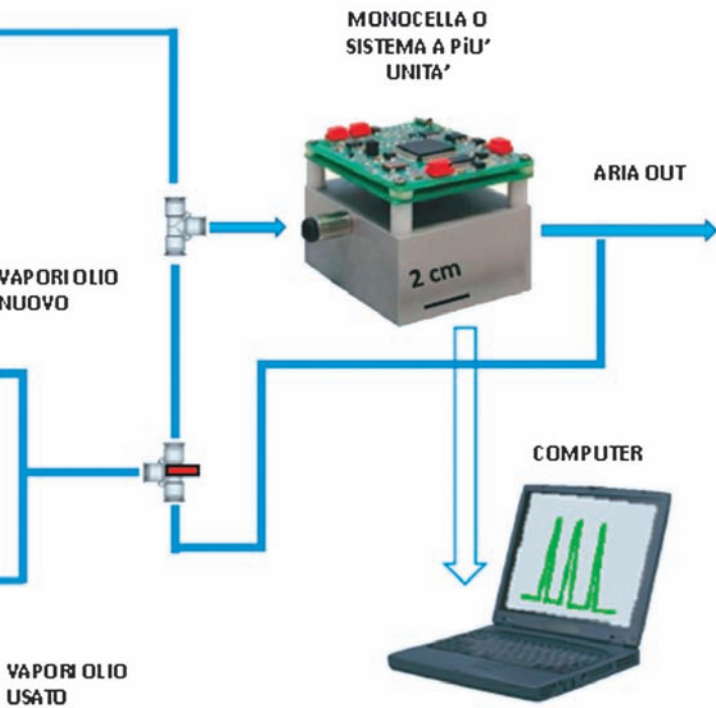 MONOCELLA O
SISTEMA A PiU'
UNITA'
ARIA OUT
VAPORI OLIO
NUOVO
2 cm
COMPUTER
VAPORI OLIO
USATO